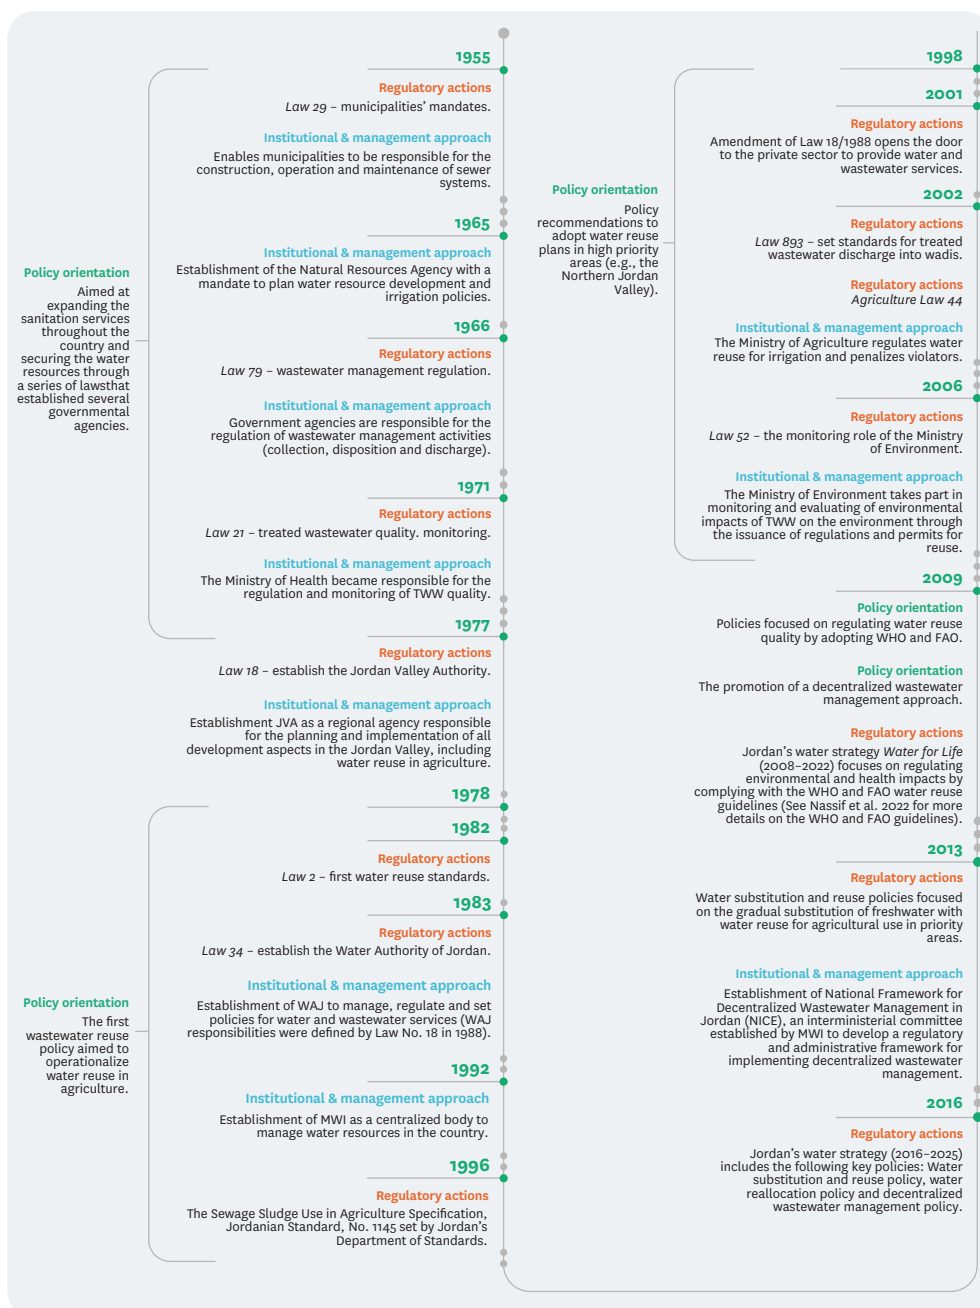 1955
Regulatory actions
Law 29 – municipalities’ mandates.
Institutional & management approach
Enables municipalities to be responsible for the
construction, operation and maintenance of sewer
systems.
1965
Institutional & management approach
Establishment of the Natural Resources Agency with a
mandate to plan water resource development and
irrigation policies.
1966
Regulatory actions
Law 79 – wastewater management regulation.
Institutional & management approach
Government agencies are responsible for the
regulation of wastewater management activities
(collection, disposition and discharge).
1971
Regulatory actions
Law 21 – treated wastewater quality. monitoring.
Institutional & management approach
The Ministry of Health became responsible for the
regulation and monitoring of TWW quality.
1977
Policy orientation
Aimed at
expanding the
sanitation services
throughout the
country and
securing the water
resources through
a series of lawsthat
established several
governmental
agencies.
Regulatory actions
Law 18 – establish the Jordan Valley Authority.
Institutional & management approach
Establishment JVA as a regional agency responsible
for the planning and implementation of all
development aspects in the Jordan Valley, including
water reuse in agriculture.
1978
1982
Regulatory actions
Law 2 – first water reuse standards.
1983
Regulatory actions
Law 34 – establish the Water Authority of Jordan.
Institutional & management approach
Establishment of WAJ to manage, regulate and set
policies for water and wastewater services (WAJ
responsibilities were defined by Law No. 18 in 1988).
1992
Institutional & management approach
Establishment of MWI as a centralized body to
manage water resources in the country.
1996
Regulatory actions
The Sewage Sludge Use in Agriculture Specification,
Jordanian Standard, No. 1145 set by Jordan’s
Department of Standards.
Policy orientation
The first
wastewater reuse
policy aimed to
operationalize
water reuse in
agriculture.
1998
2001
Regulatory actions
Amendment of Law 18/1988 opens the door
to the private sector to provide water and
wastewater services.
2002
Regulatory actions
Law 893 – set standards for treated
wastewater discharge into wadis.
Regulatory actions
Agriculture Law 44
Institutional & management approach
The Ministry of Agriculture regulates water
reuse for irrigation and penalizes violators.
2006
Regulatory actions
Law 52 – the monitoring role of the Ministry
of Environment.
Institutional & management approach
The Ministry of Environment takes part in
monitoring and evaluating of environmental
impacts of TWW on the environment through
the issuance of regulations and permits for
reuse.
Policy orientation
Policy
recommendations to
adopt water reuse
plans in high priority
areas (e.g., the
Northern Jordan
Valley).
2009
Policy orientation
Policies focused on regulating water reuse
quality by adopting WHO and FAO.
Policy orientation
The promotion of a decentralized wastewater
management approach.
Regulatory actions
Jordan’s water strategy Water for Life
(2008–2022) focuses on regulating
environmental and health impacts by
complying with the WHO and FAO water reuse
guidelines (See Nassif et al. 2022 for more
details on the WHO and FAO guidelines).
2013
Regulatory actions
Water substitution and reuse policies focused
on the gradual substitution of freshwater with
water reuse for agricultural use in priority
areas.
Institutional & management approach
Establishment of National Framework for
Decentralized Wastewater Management in
Jordan (NICE), an interministerial committee
established by MWI to develop a regulatory
and administrative framework for
implementing decentralized wastewater
management.
2016
Regulatory actions
Jordan’s water strategy (2016–2025)
includes the following key policies: Water
substitution and reuse policy, water
reallocation policy and decentralized
wastewater management policy.